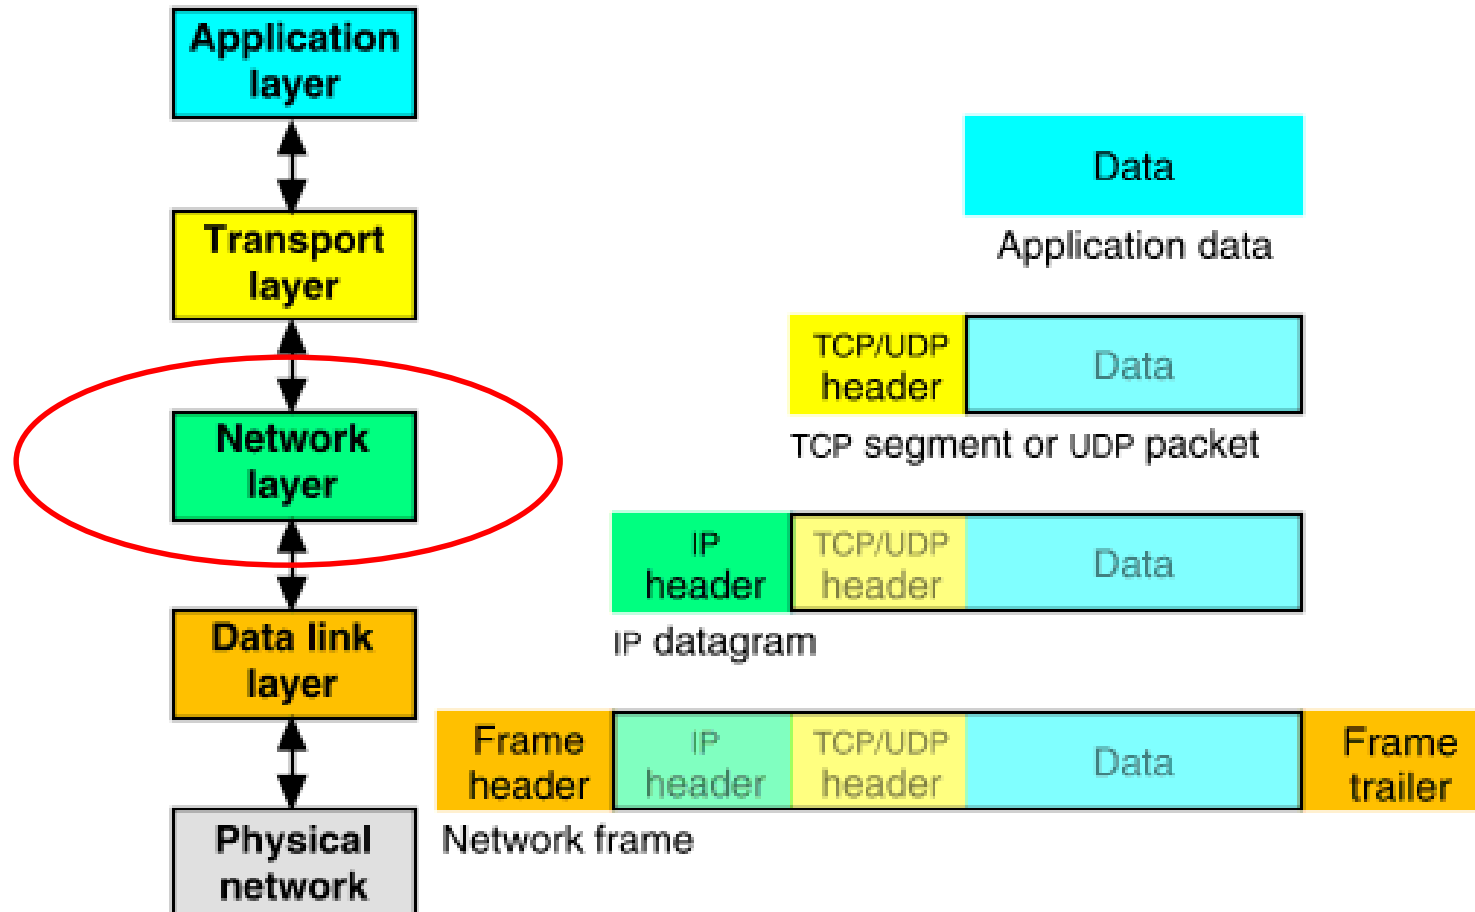 Application
layer
Data
Application data
Transport
layer
TCP/UDP
header
Data
TCP segment or UDP packet
Network
layer
IP
header
TCP/UDP
header
Data
IP datagram
Data link
layer
Frame
header
IP
header
TCP/UDP
header
Data
Frame
trailer
Network frame
Physical
network